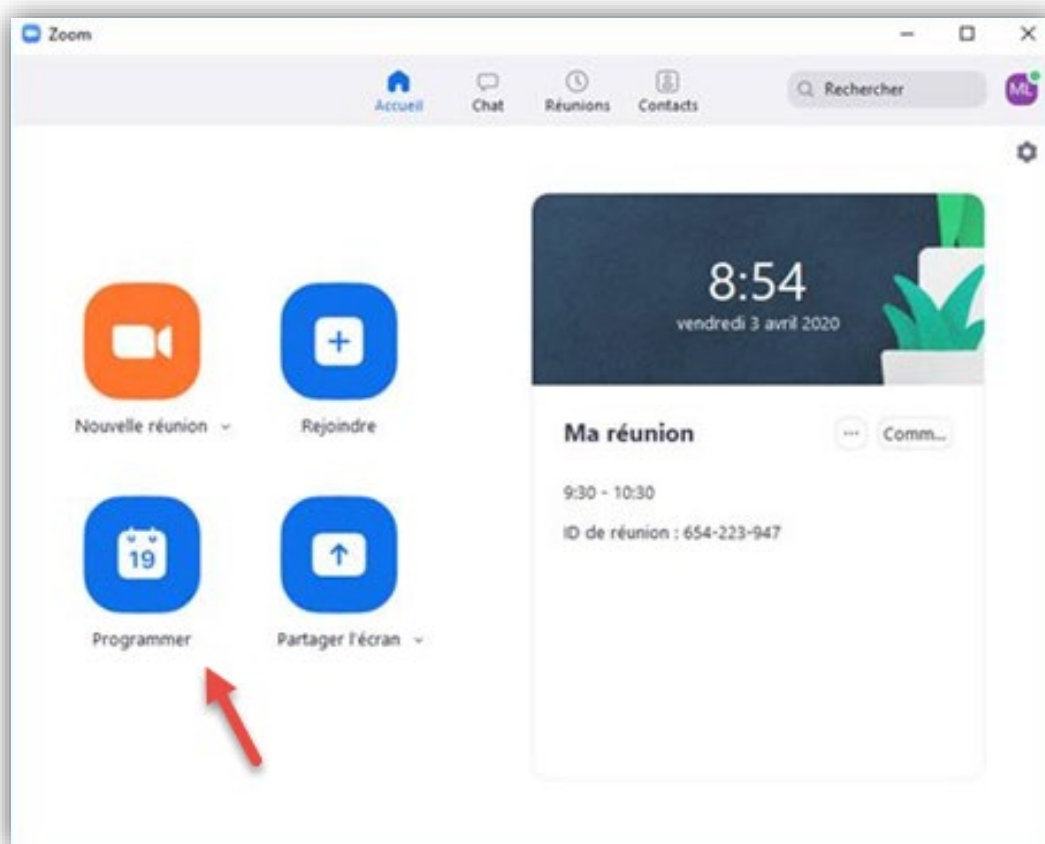 Zoom
Accueil
Chat
Réunions
Contacts
Rechercher
ML
8:54
vendredi 3 avril 2020
Nouvelle réunion
Rejoindre
Ma réunion
Comm...
9:30 - 10:30
ID de réunion : 654-223-947
19
Programmer
Partager l'écran